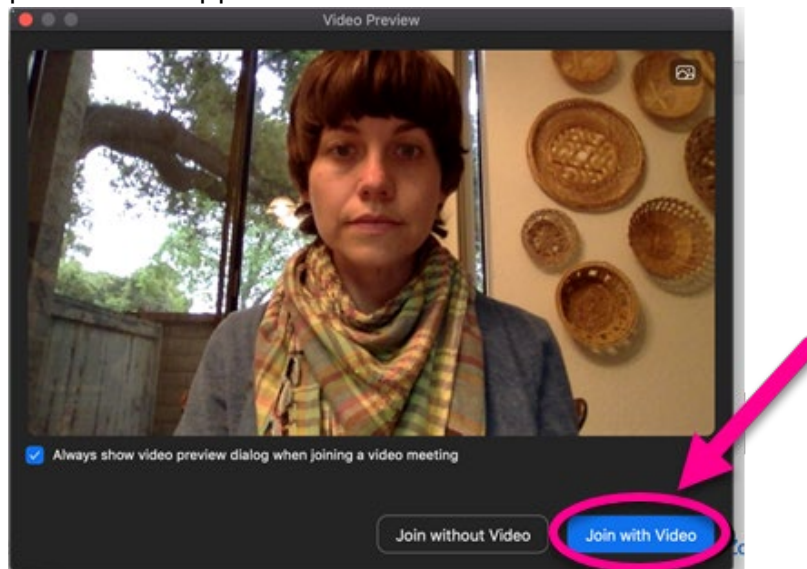 Video Preview
Always show video preview dialog when joining a video meeting
Join without Video
Join with Video